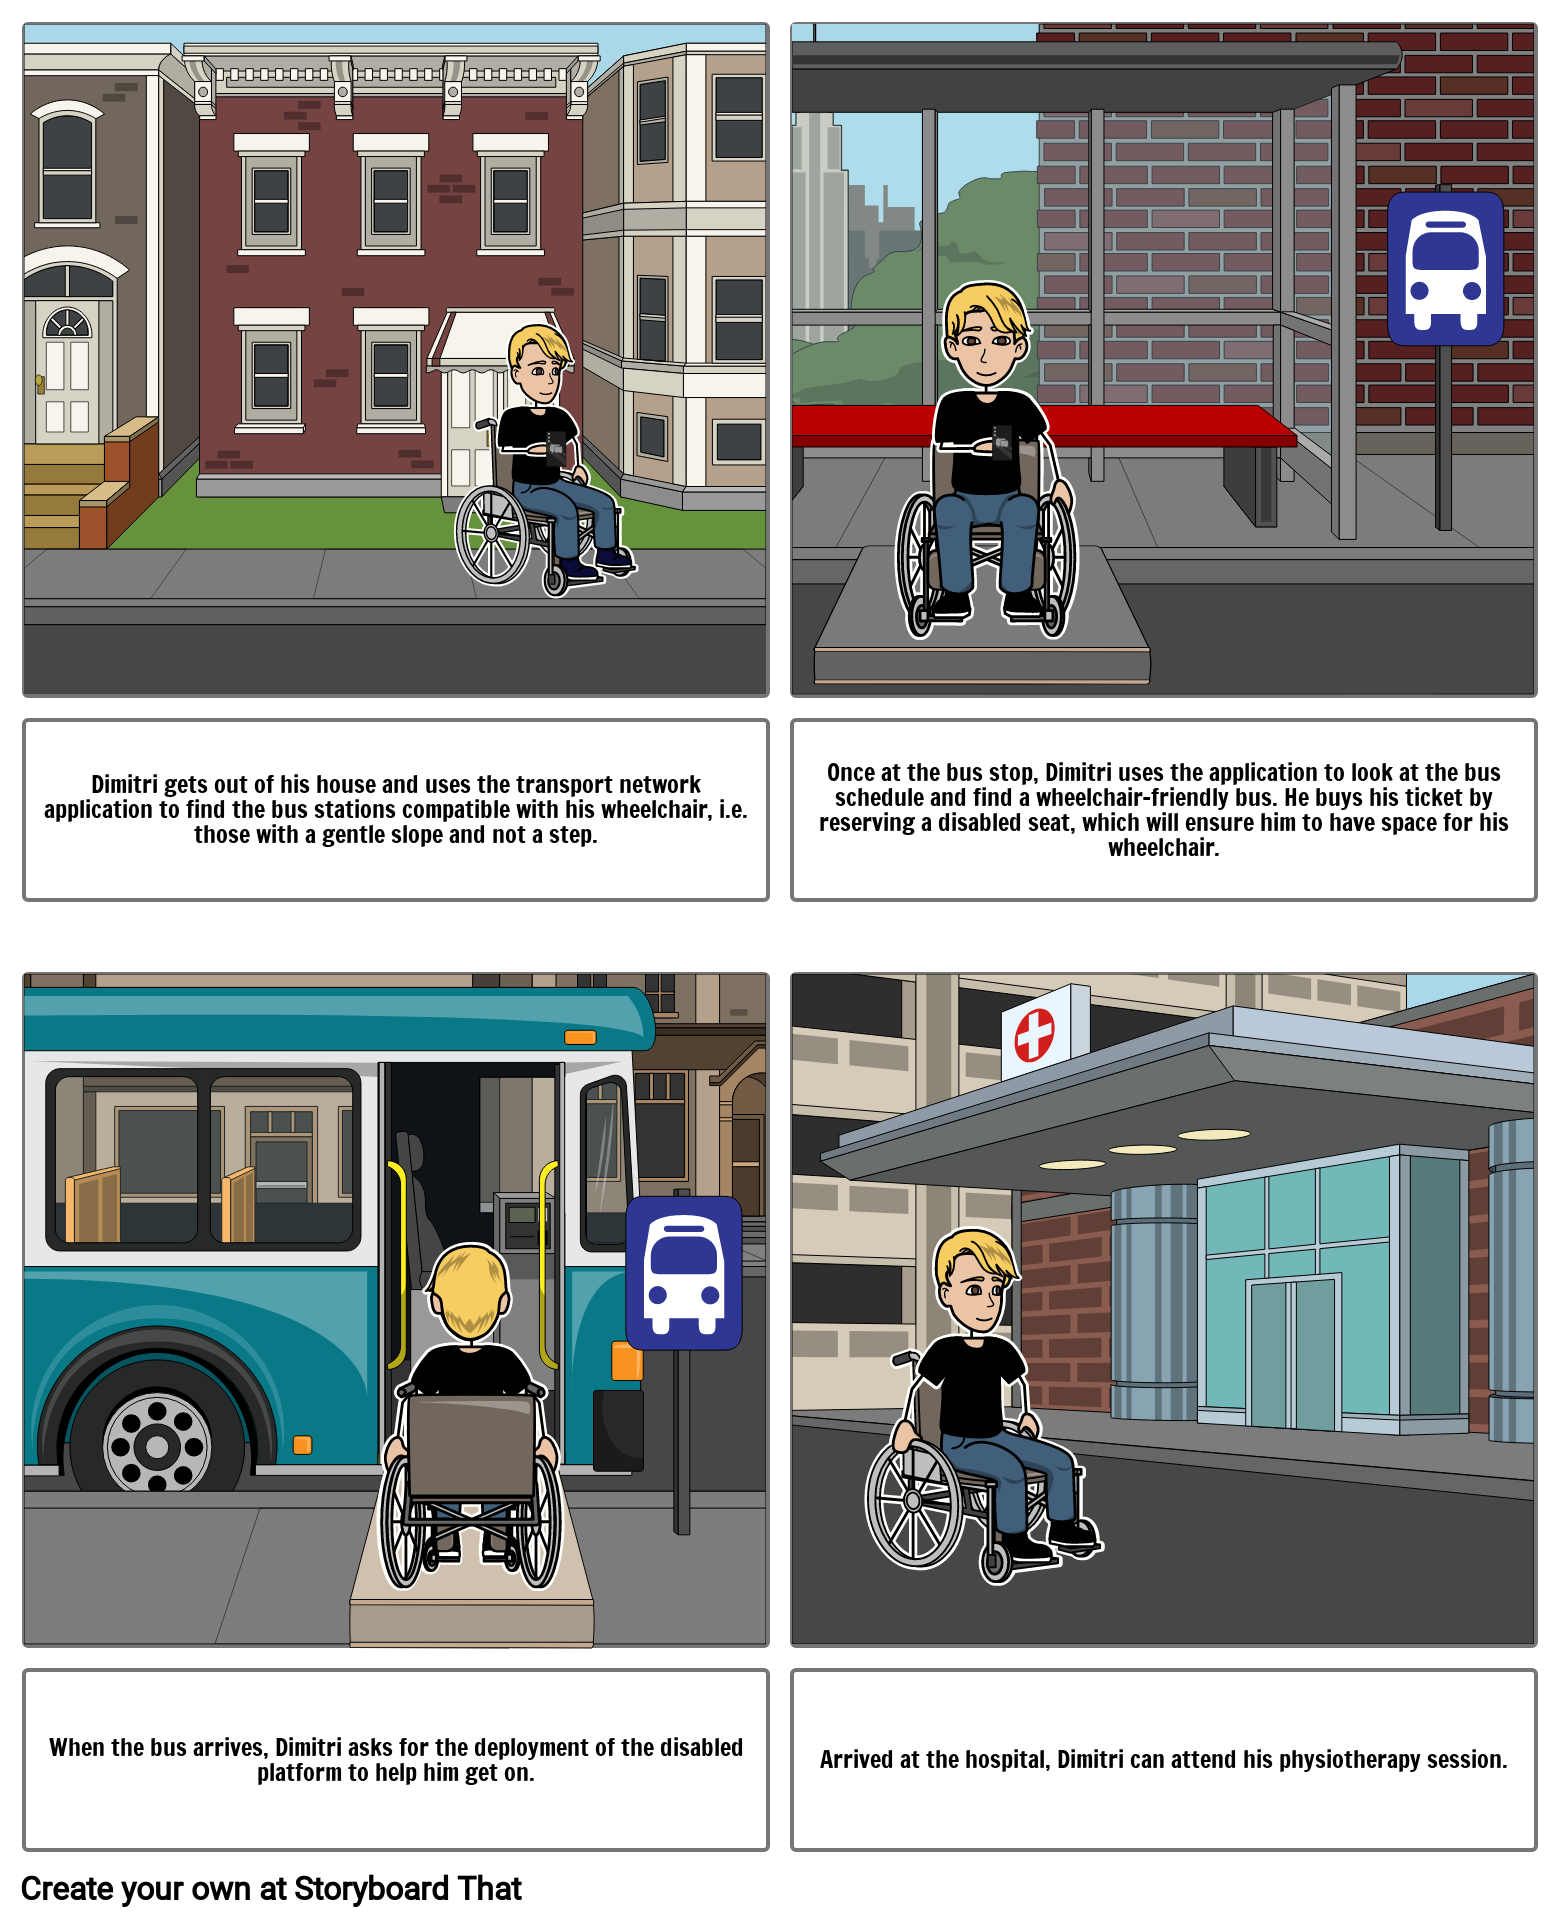 Dimitri gets out of his house and uses the transport network
application to find the bus stations compatible with his wheelchair, i.e.
those with a gentle slope and not a step.
Once at the bus stop, Dimitri uses the application to look at the bus
schedule and find a wheelchair-friendly bus. He buys his ticket by
reserving a disabled seat, which will ensure him to have space for his
wheelchair.
When the bus arrives, Dimitri asks for the deployment of the disabled
platform to help him get on.
Arrived at the hospital, Dimitri can attend his physiotherapy session.
Create your own at Storyboard That